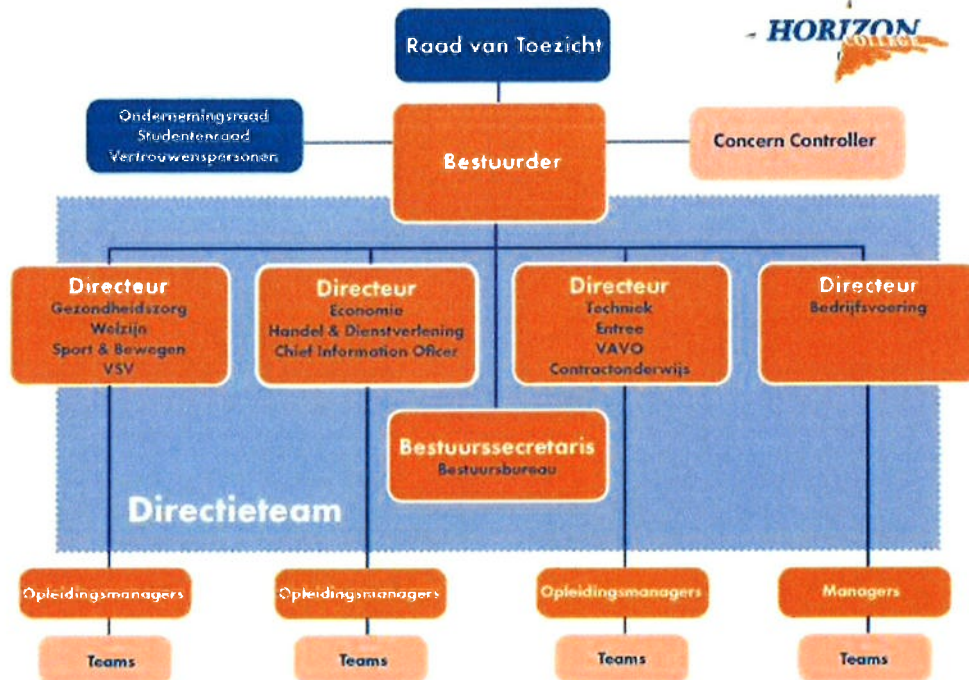 Raad van Toezicht
HORIZON
COLLEGE
Ondernemingsraad
Studentenraad
Vertrouwenspersonen
Bestuurder
Concern Controller
Directeur
Gezondheidszorg
Welzijn
Sport & Bewegen
VSV
Directeur
Economie
Handel & Dienstverlening
Chief Information Oficer
Directeur
Techniek
Entree
VAVO
Contractonderwijs
Directeur
Bedrijfsvoering
Bestuurssecretaris
Bestuursbureau
Directieteam
Opleidingsmanagers
Opleidingsmanagers
Opleidingsmanagers
Managers
Teams
Teams
Teams
Teams